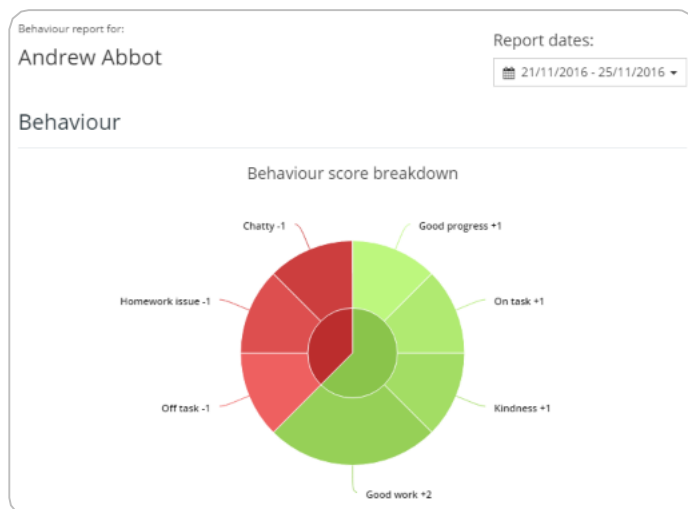 Behaviour report for:
Andrew Abbot
Report dates:
21/11/2016 - 25/11/2016
Behaviour
Behaviour score breakdown
Chatty -1
Good progress +1
Homework issue -1
On task +1
Off task -1
Kindness +1
Good work +2